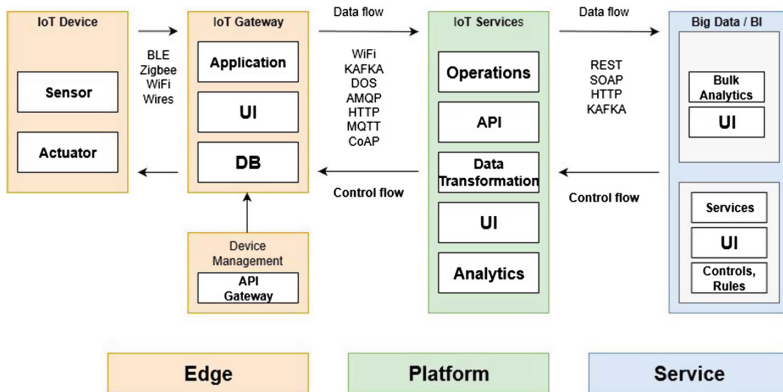 IoT Device
Sensor
Actuator
BLE
Zigbee
WiFi
Wires
IoT Gateway
Application
UI
DB
Device
Management
API
Gateway
Data flow
WiFi
KAFKA
DOS
AMQP
HTTP
MQTT
CoAP
Control flow
IoT Services
Operations
API
Data
Transformation
UI
Analytics
Data flow
REST
SOAP
HTTP
KAFKA
Control flow
Big Data / BI
Bulk
Analytics
UI
Services
UI
Controls,
Rules
Edge
Platform
Service